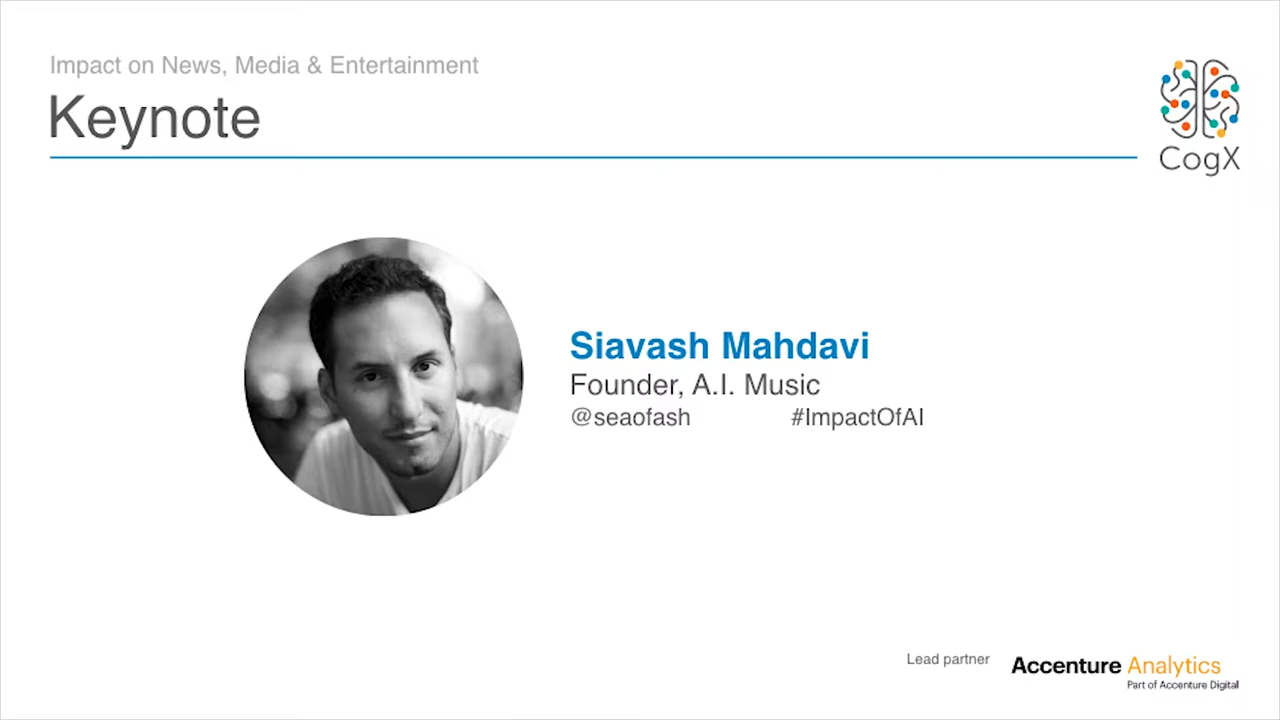 Impact on News, Media & Entertainment
Keynote
CogX
Siavash Mahdavi
Founder, A.I. Music
@seaofash #ImpactOfAI
Lead partner Accenture Analytics
Part of Accenture Digital